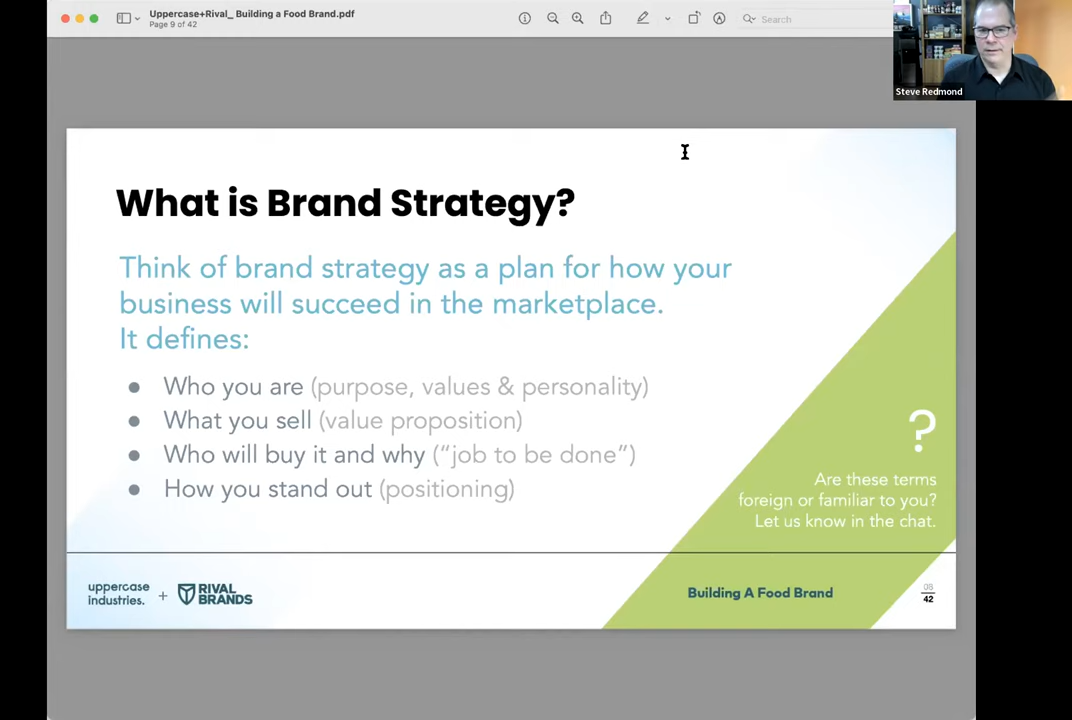 Uppercase+Rival_ Building a Food Brand.pdf
Page 9 of 42
Search
Steve Redmond
What is Brand Strategy?
Think of brand strategy as a plan for how your
business will succeed in the marketplace.
It defines:
● Who you are (purpose, values & personality)
● What you sell (value proposition)
● Who will buy it and why (“job to be done”)
● How you stand out (positioning)
?
Are these terms
foreign or familiar to you?
Let us know in the chat.
uppercase
industries.
+
RIVAL
BRANDS
Building A Food Brand
42